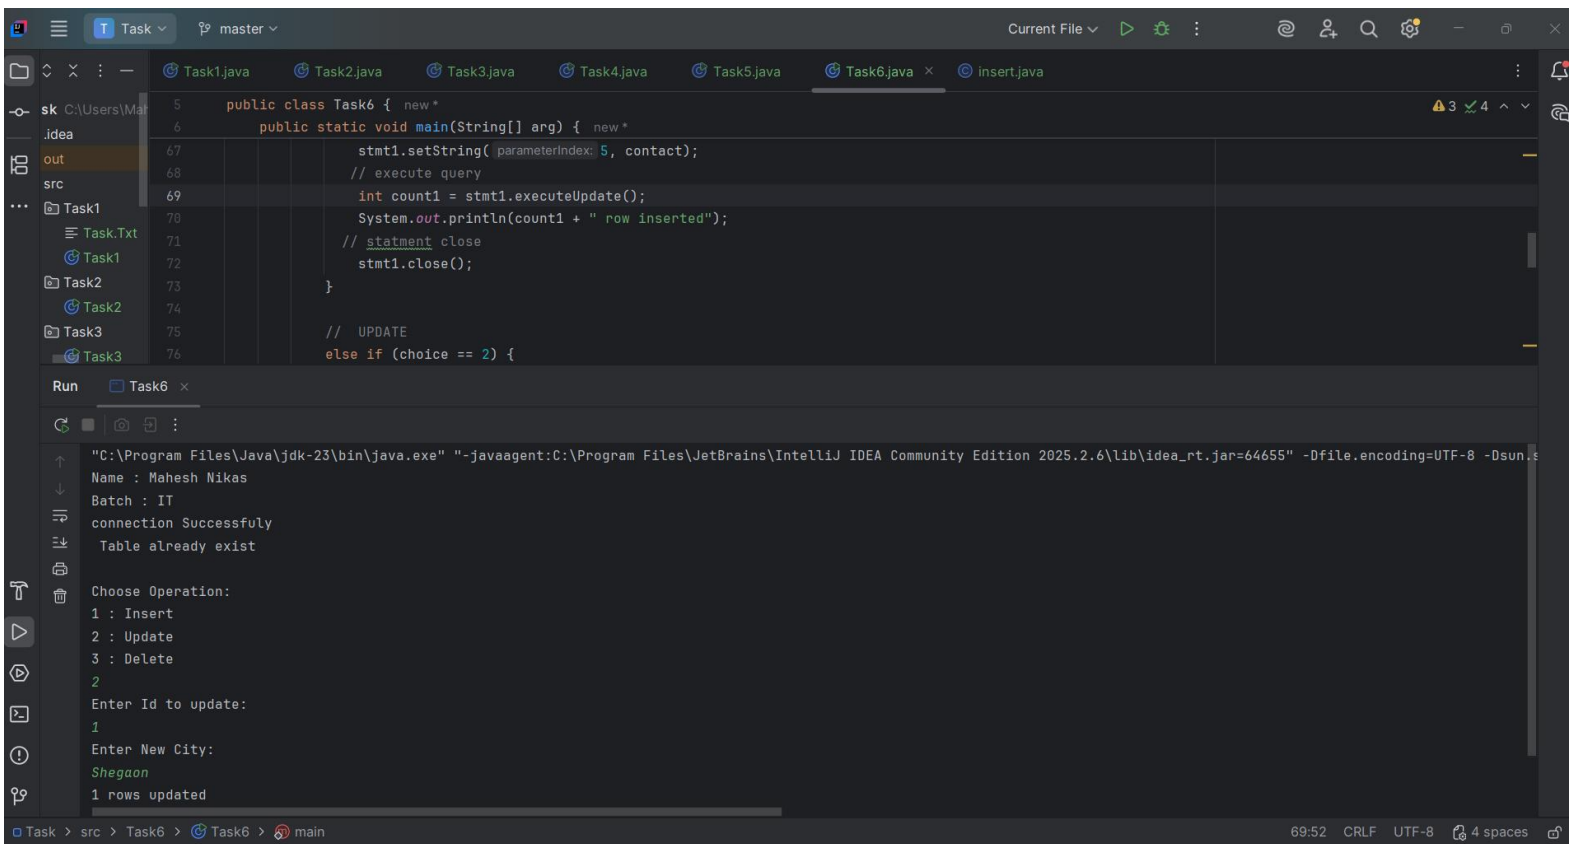 T Task master Current File
Task1.java Task2.java Task3.java Task4.java Task5.java Task6.java × insert.java
sk C:\Users\Mah
.idea
out
src
Task1
Task.Txt
Task1
Task2
Task2
Task3
Task3
3 4
5 public class Task6 { new *
6 public static void main(String[] arg) { new *
67 stmt1.setString( parameterIndex: 5, contact);
68 // execute query
69 int count1 = stmt1.executeUpdate();
70 System.out.println(count1 + " row inserted");
71 // statment close
72 stmt1.close();
73 }
74
75 // UPDATE
76 else if (choice == 2) {
Run Task6 ×
"C:\Program Files\Java\jdk-23\bin\java.exe" "-javaagent:C:\Program Files\JetBrains\IntelliJ IDEA Community Edition 2025.2.6\lib\idea_rt.jar=64655" -Dfile.encoding=UTF-8 -Dsun.s
Name : Mahesh Nikas
Batch : IT
connection Successfuly
Table already exist
Choose Operation:
1 : Insert
2 : Update
3 : Delete
2
Enter Id to update:
1
Enter New City:
Shegaon
1 rows updated
Task > src > Task6 > Task6 > main 69:52 CRLF UTF-8 4 spaces